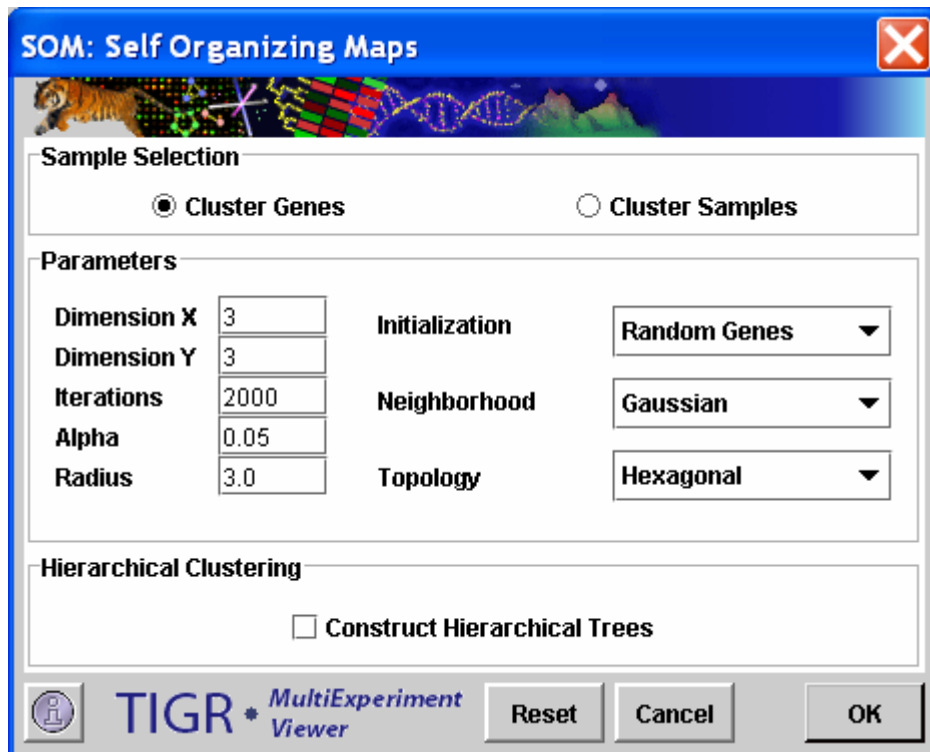 SOM: Self Organizing Maps
Sample Selection
Cluster Genes Cluster Samples
Parameters
Dimension X 3
Dimension Y 3
Iterations 2000
Alpha 0.05
Radius 3.0
Initialization Random Genes
Neighborhood Gaussian
Topology Hexagonal
Hierarchical Clustering
Construct Hierarchical Trees
TIGR • MultiExperiment
Viewer
Reset Cancel OK